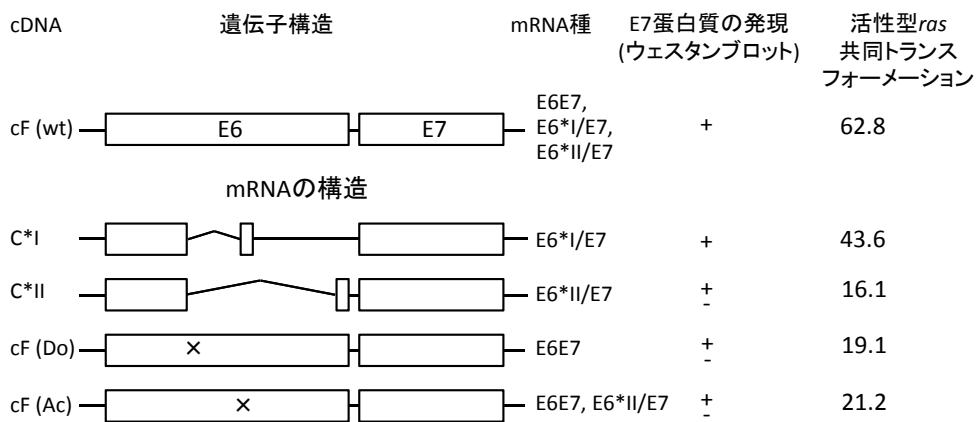 cDNA 遺伝子構造 mRNA種 E7蛋白質の発現 活性型ras
(ウェスタンブロット) 共同トランス
フォーメーション
cF (wt) E6 E7 E6E7, + 62.8
E6*I/E7,
E6*II/E7
mRNAの構造
C*I E6*I/E7 + 43.6
C*II E6*II/E7 + 16.1
-
cF (Do) × E6E7 + 19.1
-
cF (Ac) × E6E7, E6*II/E7 + 21.2
-